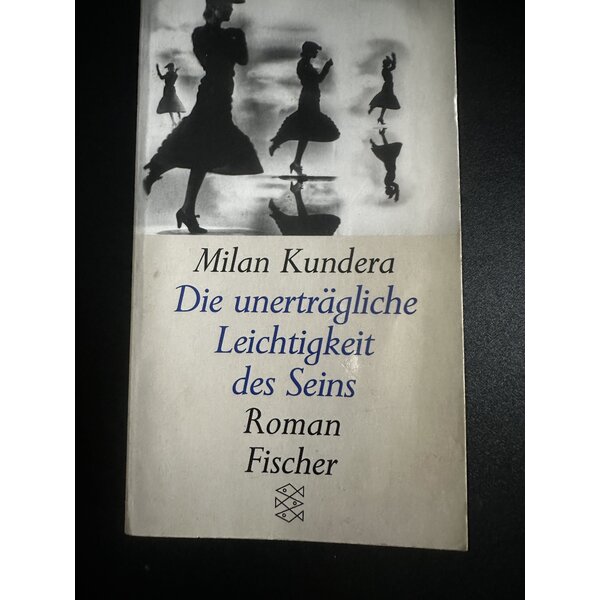 Milan Kundera
Die unerträgliche
Leichtigkeit
des Seins
Roman
Fischer